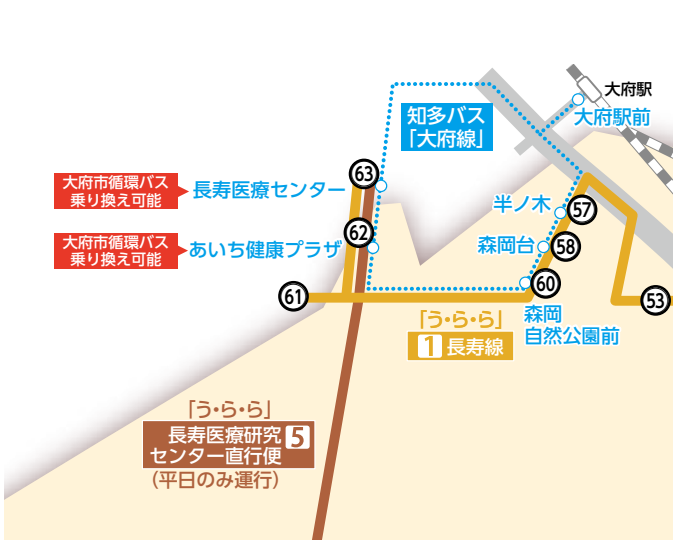 大府駅
大府駅前
知多バス
「大府線」
63
大府市循環バス
乗り換え可能
長寿医療センター
半ノ木
57
62
大府市循環バス
乗り換え可能
あいち健康プラザ
森岡台
58
60
61
53
森岡
自然公園前
「う・ら・ら」
1 長寿線
「う・ら・ら」
長寿医療研究 5
センター直行便
(平日のみ運行)